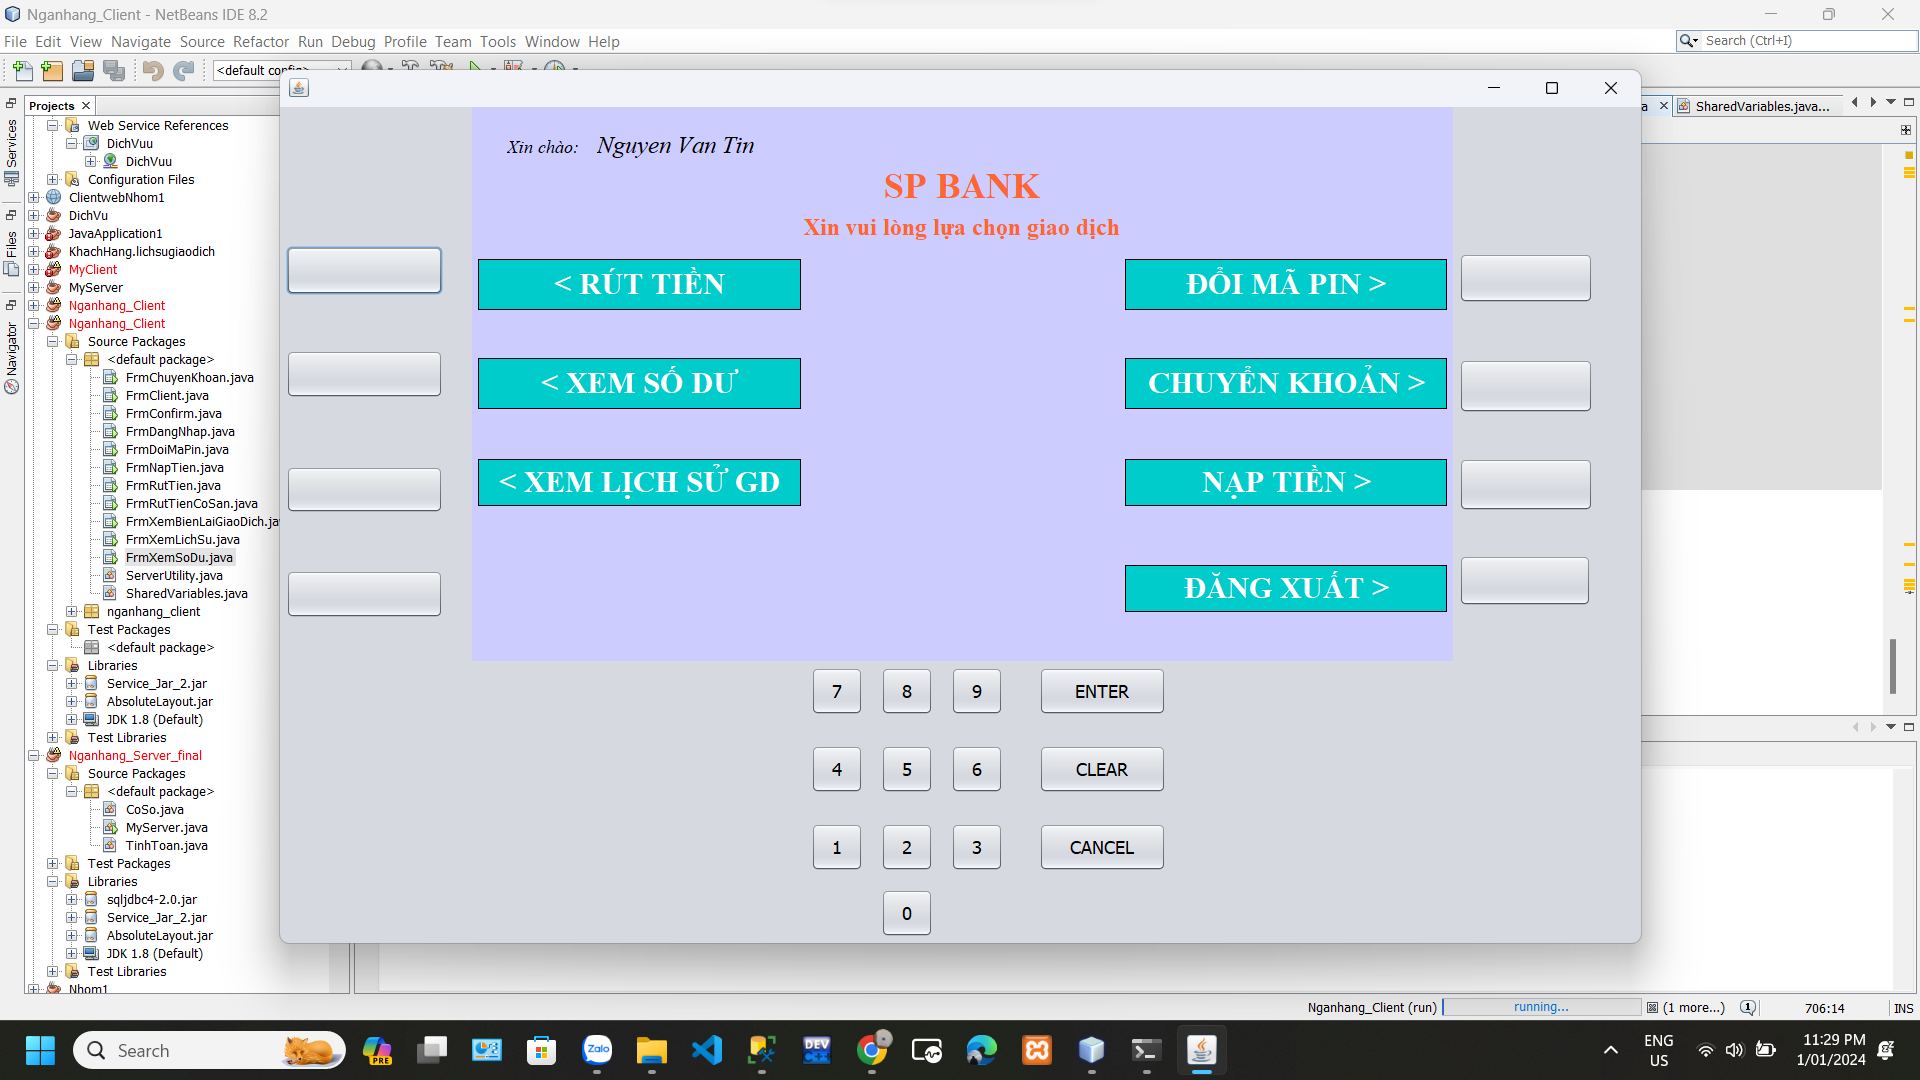 Nganhang_Client - NetBeans IDE 8.2
File Edit View Navigate Source Refactor Run Debug Profile Team Tools Window Help
Search (Ctrl+I)
<default config>
Projects
SharedVariables.java...
Services
Files
Navigator
Web Service References
DichVuu
DichVuu
Configuration Files
ClientwebNhom1
DichVu
JavaApplication1
KhachHang.lichsugiaodich
MyClient
MyServer
Nganhang_Client
Nganhang_Client
Source Packages
<default package>
FrmChuyenKhoan.java
FrmClient.java
FrmConfirm.java
FrmDangNhap.java
FrmDoiMaPin.java
FrmNapTien.java
FrmRutTien.java
FrmRutTienCoSan.java
FrmXemBienLaiGiaoDich.ja
FrmXemLichSu.java
FrmXemSoDu.java
ServerUtility.java
SharedVariables.java
nganhang_client
Test Packages
<default package>
Libraries
Service_Jar_2.jar
AbsoluteLayout.jar
JDK 1.8 (Default)
Test Libraries
Nganhang_Server_final
Source Packages
<default package>
CoSo.java
MyServer.java
TinhToan.java
Test Packages
Libraries
sqljdbc4-2.0.jar
Service_Jar_2.jar
AbsoluteLayout.jar
JDK 1.8 (Default)
Test Libraries
Nhom1
Xin chào: Nguyen Van Tin
SP BANK
Xin vui lòng lựa chọn giao dịch
< RÚT TIỀN
ĐỔI MÃ PIN >
< XEM SỐ DƯ
CHUYỂN KHOẢN >
< XEM LỊCH SỬ GD
NẠP TIỀN >
ĐĂNG XUẤT >
7 8 9 ENTER
4 5 6 CLEAR
1 2 3 CANCEL
0
Nganhang_Client (run) running... (1 more...) 1 706:14 INS
Search
PRE
Zalo
DEV
ENG
US
11:29 PM
1/01/2024